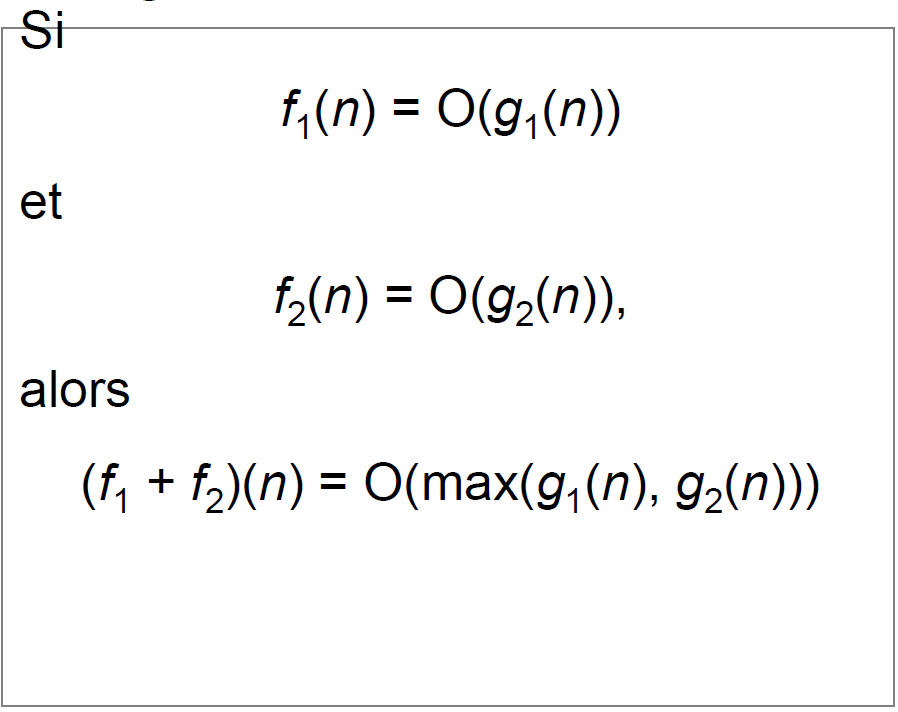 Si
f₁(n) = O(g₁(n))
et
f₂(n) = O(g₂(n)),
alors
(f₁ + f₂)(n) = O(max(g₁(n), g₂(n)))